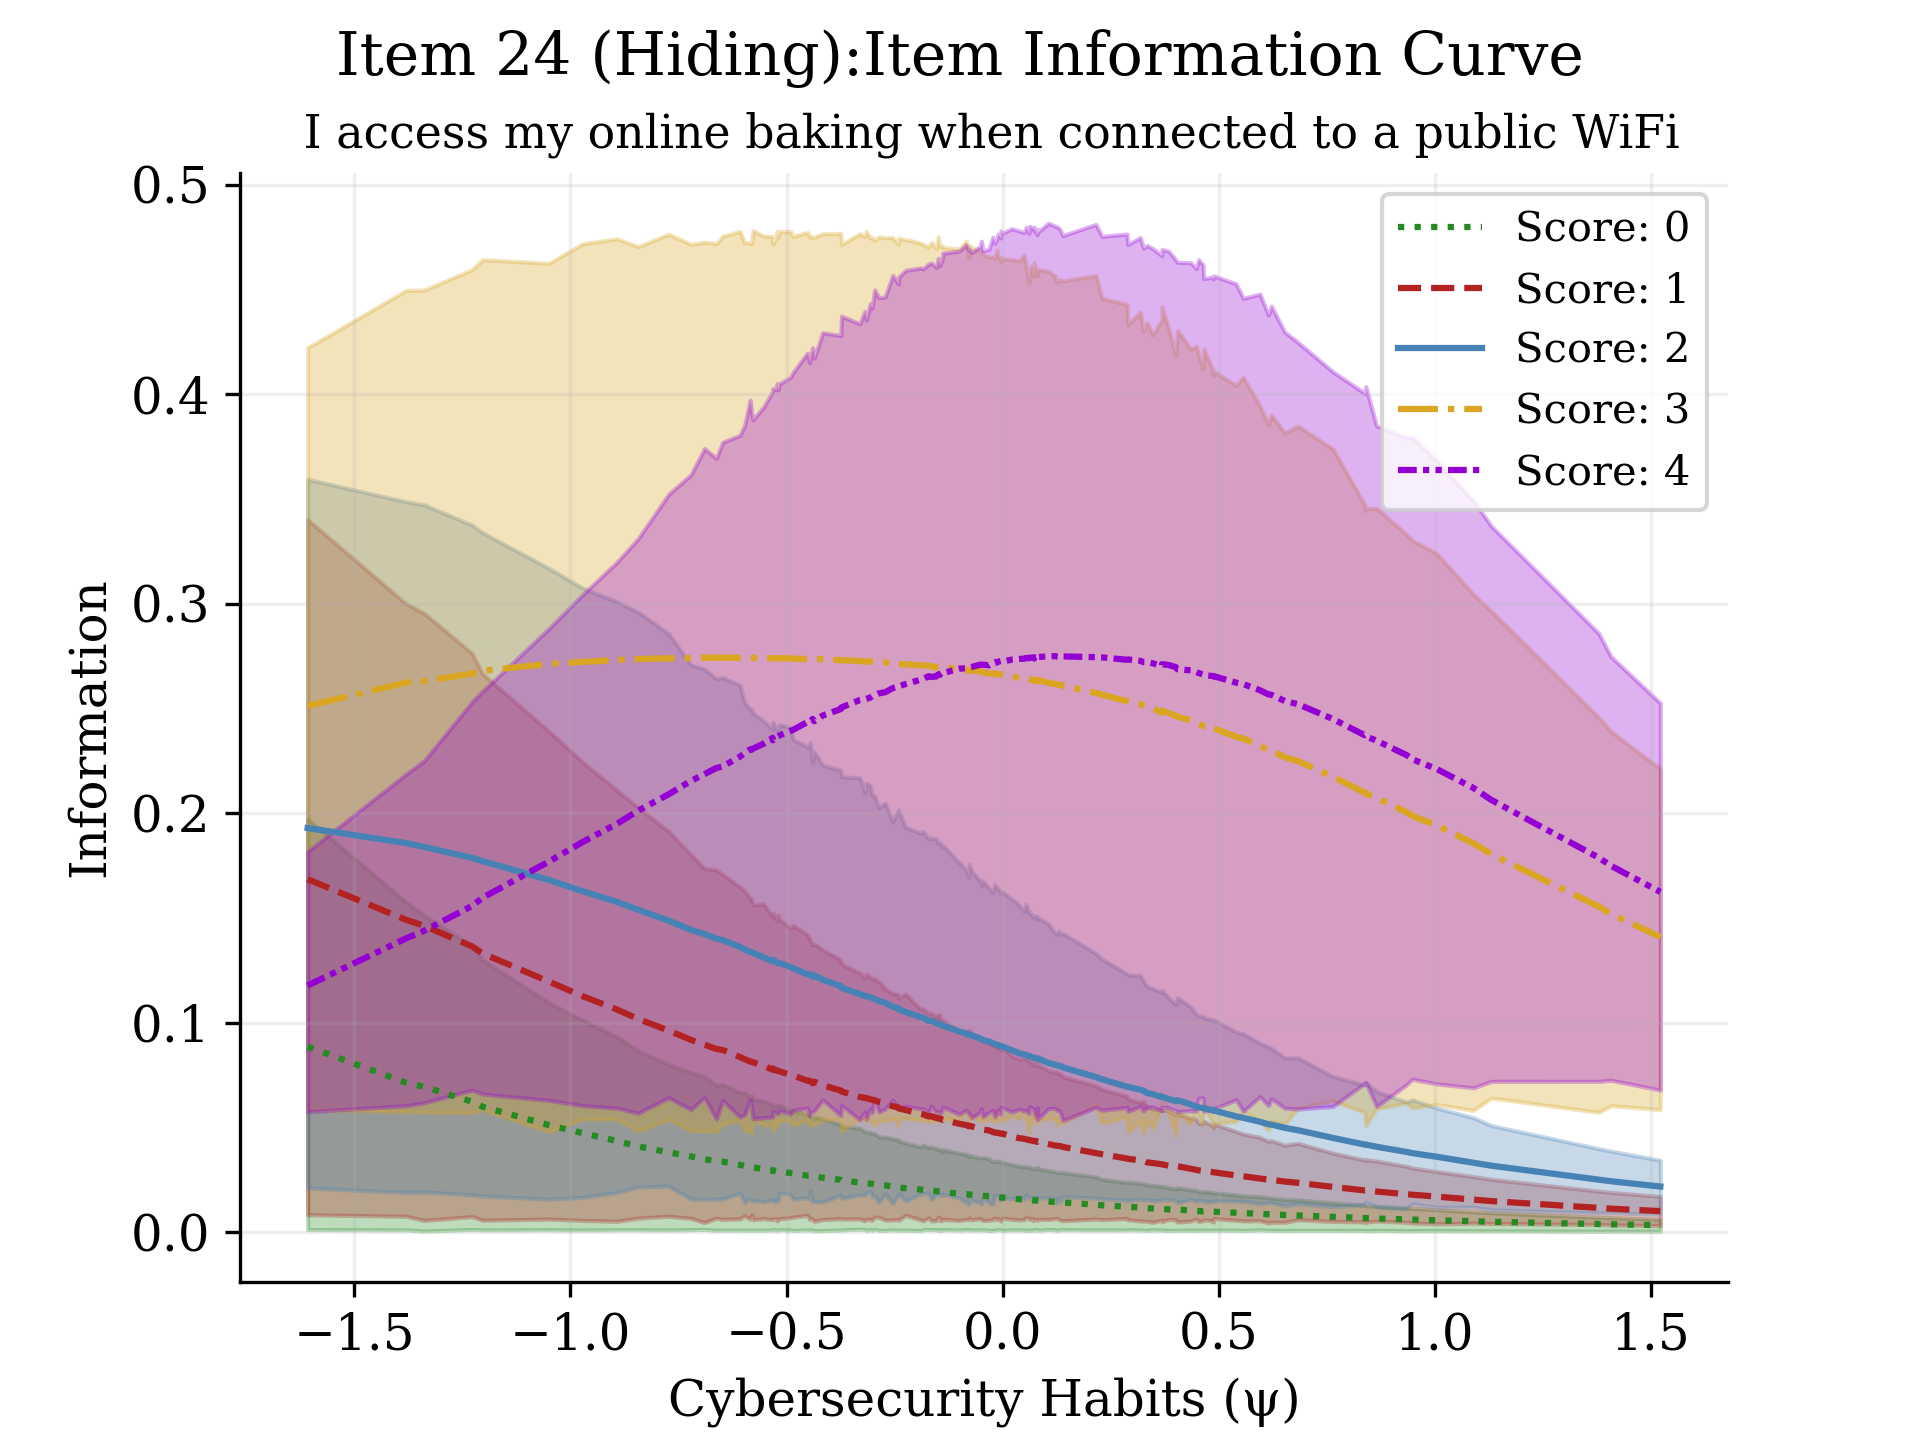 Item 24 (Hiding):Item Information Curve
I access my online baking when connected to a public WiFi
0.5
0.4
0.3
0.2
0.1
0.0
Information
Score: 0
Score: 1
Score: 2
Score: 3
Score: 4
−1.5 −1.0 −0.5 0.0 0.5 1.0 1.5
Cybersecurity Habits (ψ)